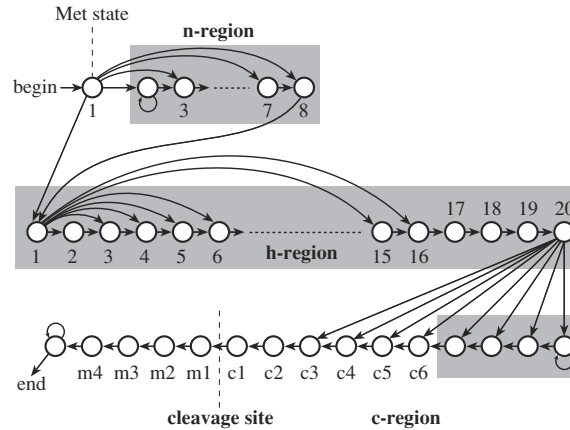 Met state
n-region
begin
1 3 7 8
17 18 19 20
1 2 3 4 5 6 15 16
h-region
m4 m3 m2 m1 c1 c2 c3 c4 c5 c6
end
cleavage site c-region